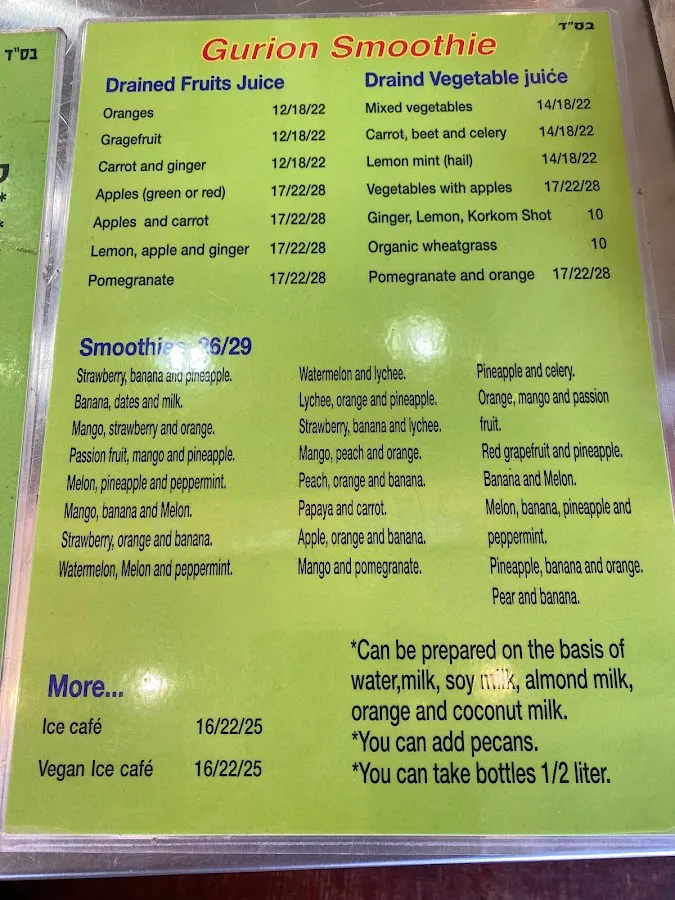 בס"ד
בס"ד
Gurion Smoothie
Drained Fruits Juice
Oranges 12/18/22
Gragefruit 12/18/22
Carrot and ginger 12/18/22
Apples (green or red) 17/22/28
Apples and carrot 17/22/28
Lemon, apple and ginger 17/22/28
Pomegranate 17/22/28
Draind Vegetable juiće
Mixed vegetables 14/18/22
Carrot, beet and celery 14/18/22
Lemon mint (hail) 14/18/22
Vegetables with apples 17/22/28
Ginger, Lemon, Korkom Shot 10
Organic wheatgrass 10
Pomegranate and orange 17/22/28
Smoothies 26/29
Strawberry, banana and pineapple.
Banana, dates and milk.
Mango, strawberry and orange.
Passion fruit, mango and pineapple.
Melon, pineapple and peppermint.
Mango, banana and Melon.
Strawberry, orange and banana.
Watermelon, Melon and peppermint.
Watermelon and lychee.
Lychee, orange and pineapple.
Strawberry, banana and lychee.
Mango, peach and orange.
Peach, orange and banana.
Papaya and carrot.
Apple, orange and banana.
Mango and pomegranate.
Pineapple and celery.
Orange, mango and passion
fruit.
Red grapefruit and pineapple.
Banana and Melon.
Melon, banana, pineapple and
peppermint.
Pineapple, banana and orange.
Pear and banana.
More...
Ice café 16/22/25
Vegan Ice café 16/22/25
*Can be prepared on the basis of
water,milk, soy milk, almond milk,
orange and coconut milk.
*You can add pecans.
*You can take bottles 1/2 liter.